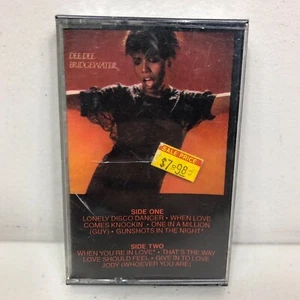 DEE DEE
BRIDGEWATER
SALE PRICE
$7.98
SIDE ONE
LONELY DISCO DANCER • WHEN LOVE
COMES KNOCKIN • ONE IN A MILLION
(GUY) • GUNSHOTS IN THE NIGHT*
SIDE TWO
WHEN YOU'RE IN LOVE* • THAT'S THE WAY
LOVE SHOULD FEEL • GIVE IN TO LOVE
JODY (WHOEVER YOU ARE)